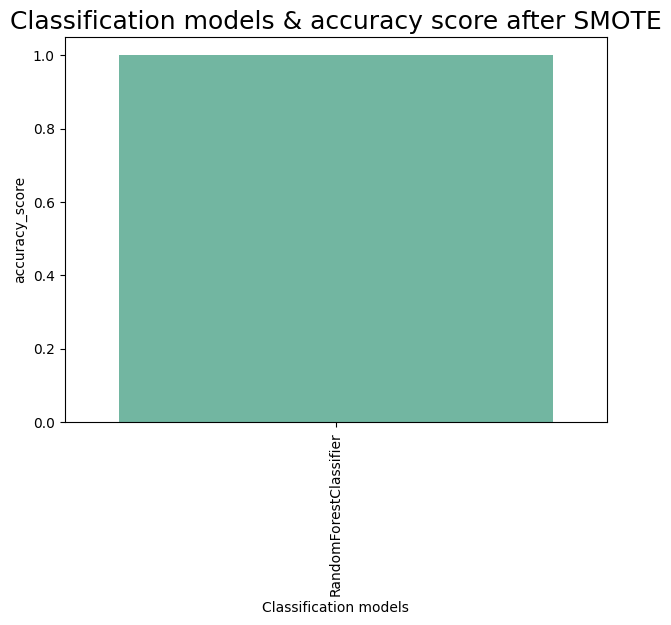 Classification models & accuracy score after SMOTE
accuracy_score
1.0
0.8
0.6
0.4
0.2
0.0
RandomForestClassifier
Classification models